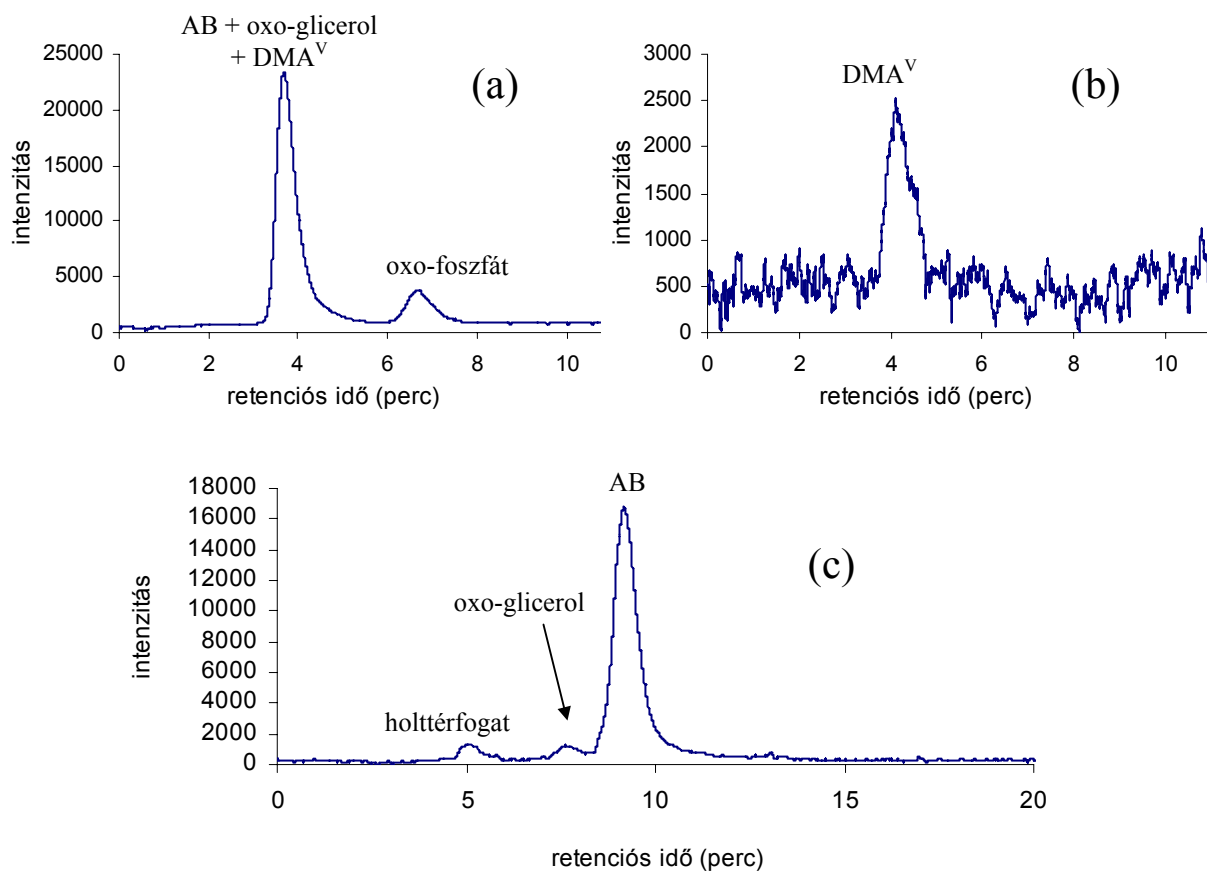 AB + oxo-glicerol
+ DMA^V
25000
20000
15000
10000
5000
0
intenzitás
(a)
oxo-foszfát
0 2 4 6 8 10
retenciós idő (perc)
3000
2500
2000
1500
1000
500
0
intenzitás
DMA^V
(b)
0 2 4 6 8 10
retenciós idő (perc)
18000
16000
14000
12000
10000
8000
6000
4000
2000
0
intenzitás
AB
(c)
oxo-glicerol
holttérfogat
0 5 10 15 20
retenciós idő (perc)